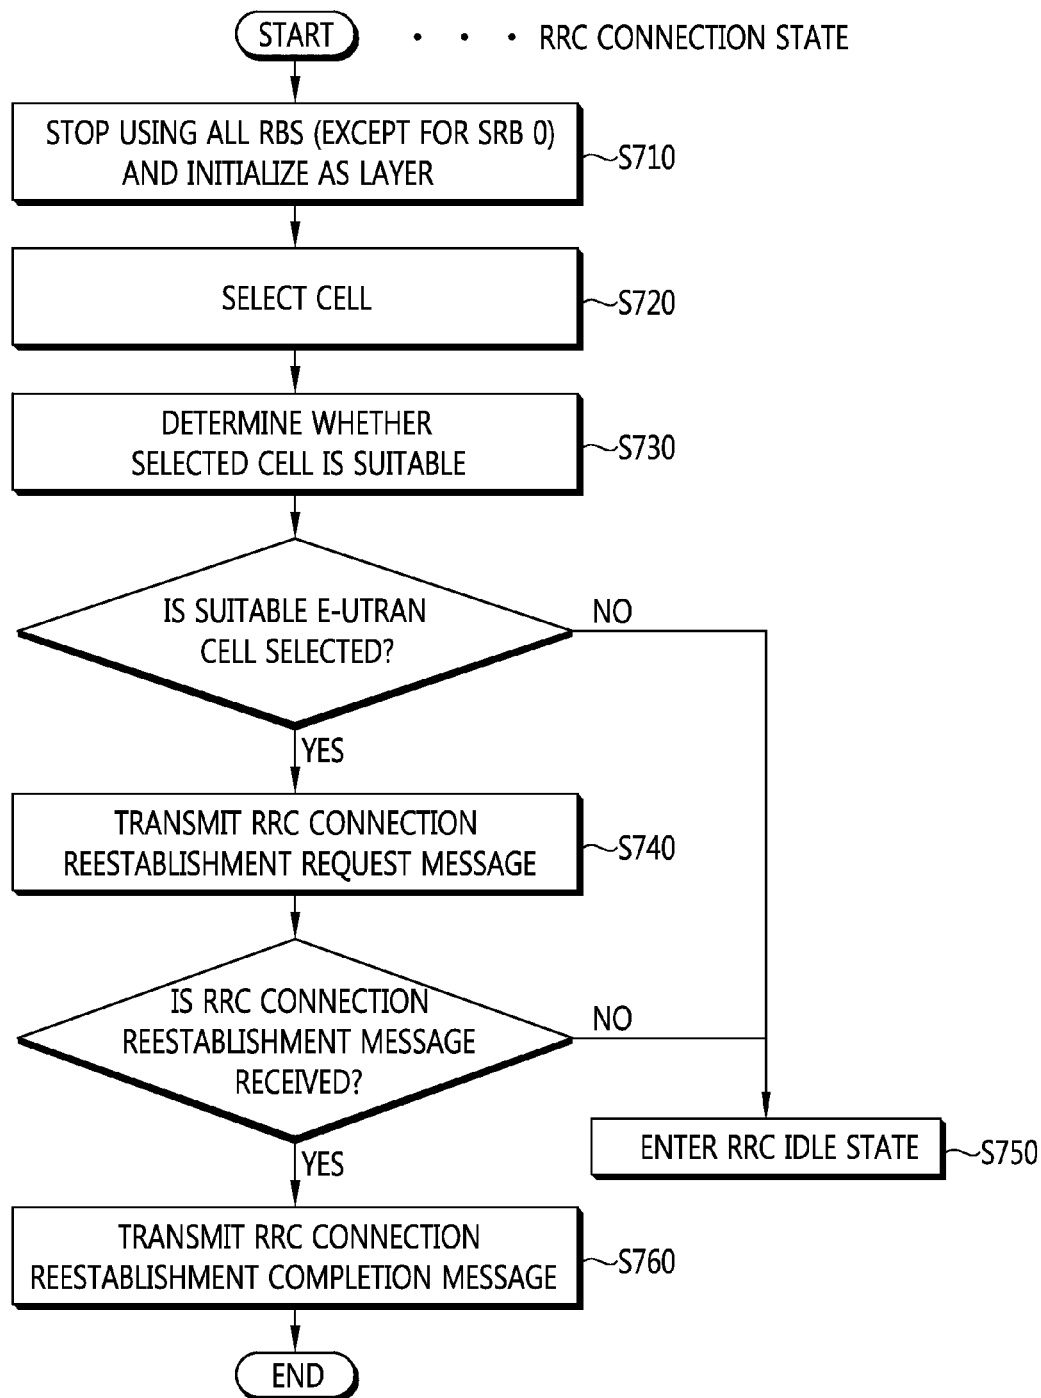 START
· · · RRC CONNECTION STATE
STOP USING ALL RBS (EXCEPT FOR SRB 0)
AND INITIALIZE AS LAYER
S710
SELECT CELL
S720
DETERMINE WHETHER
SELECTED CELL IS SUITABLE
S730
IS SUITABLE E-UTRAN
CELL SELECTED?
NO
YES
TRANSMIT RRC CONNECTION
REESTABLISHMENT REQUEST MESSAGE
S740
IS RRC CONNECTION
REESTABLISHMENT MESSAGE
RECEIVED?
NO
YES
ENTER RRC IDLE STATE
S750
TRANSMIT RRC CONNECTION
REESTABLISHMENT COMPLETION MESSAGE
S760
END